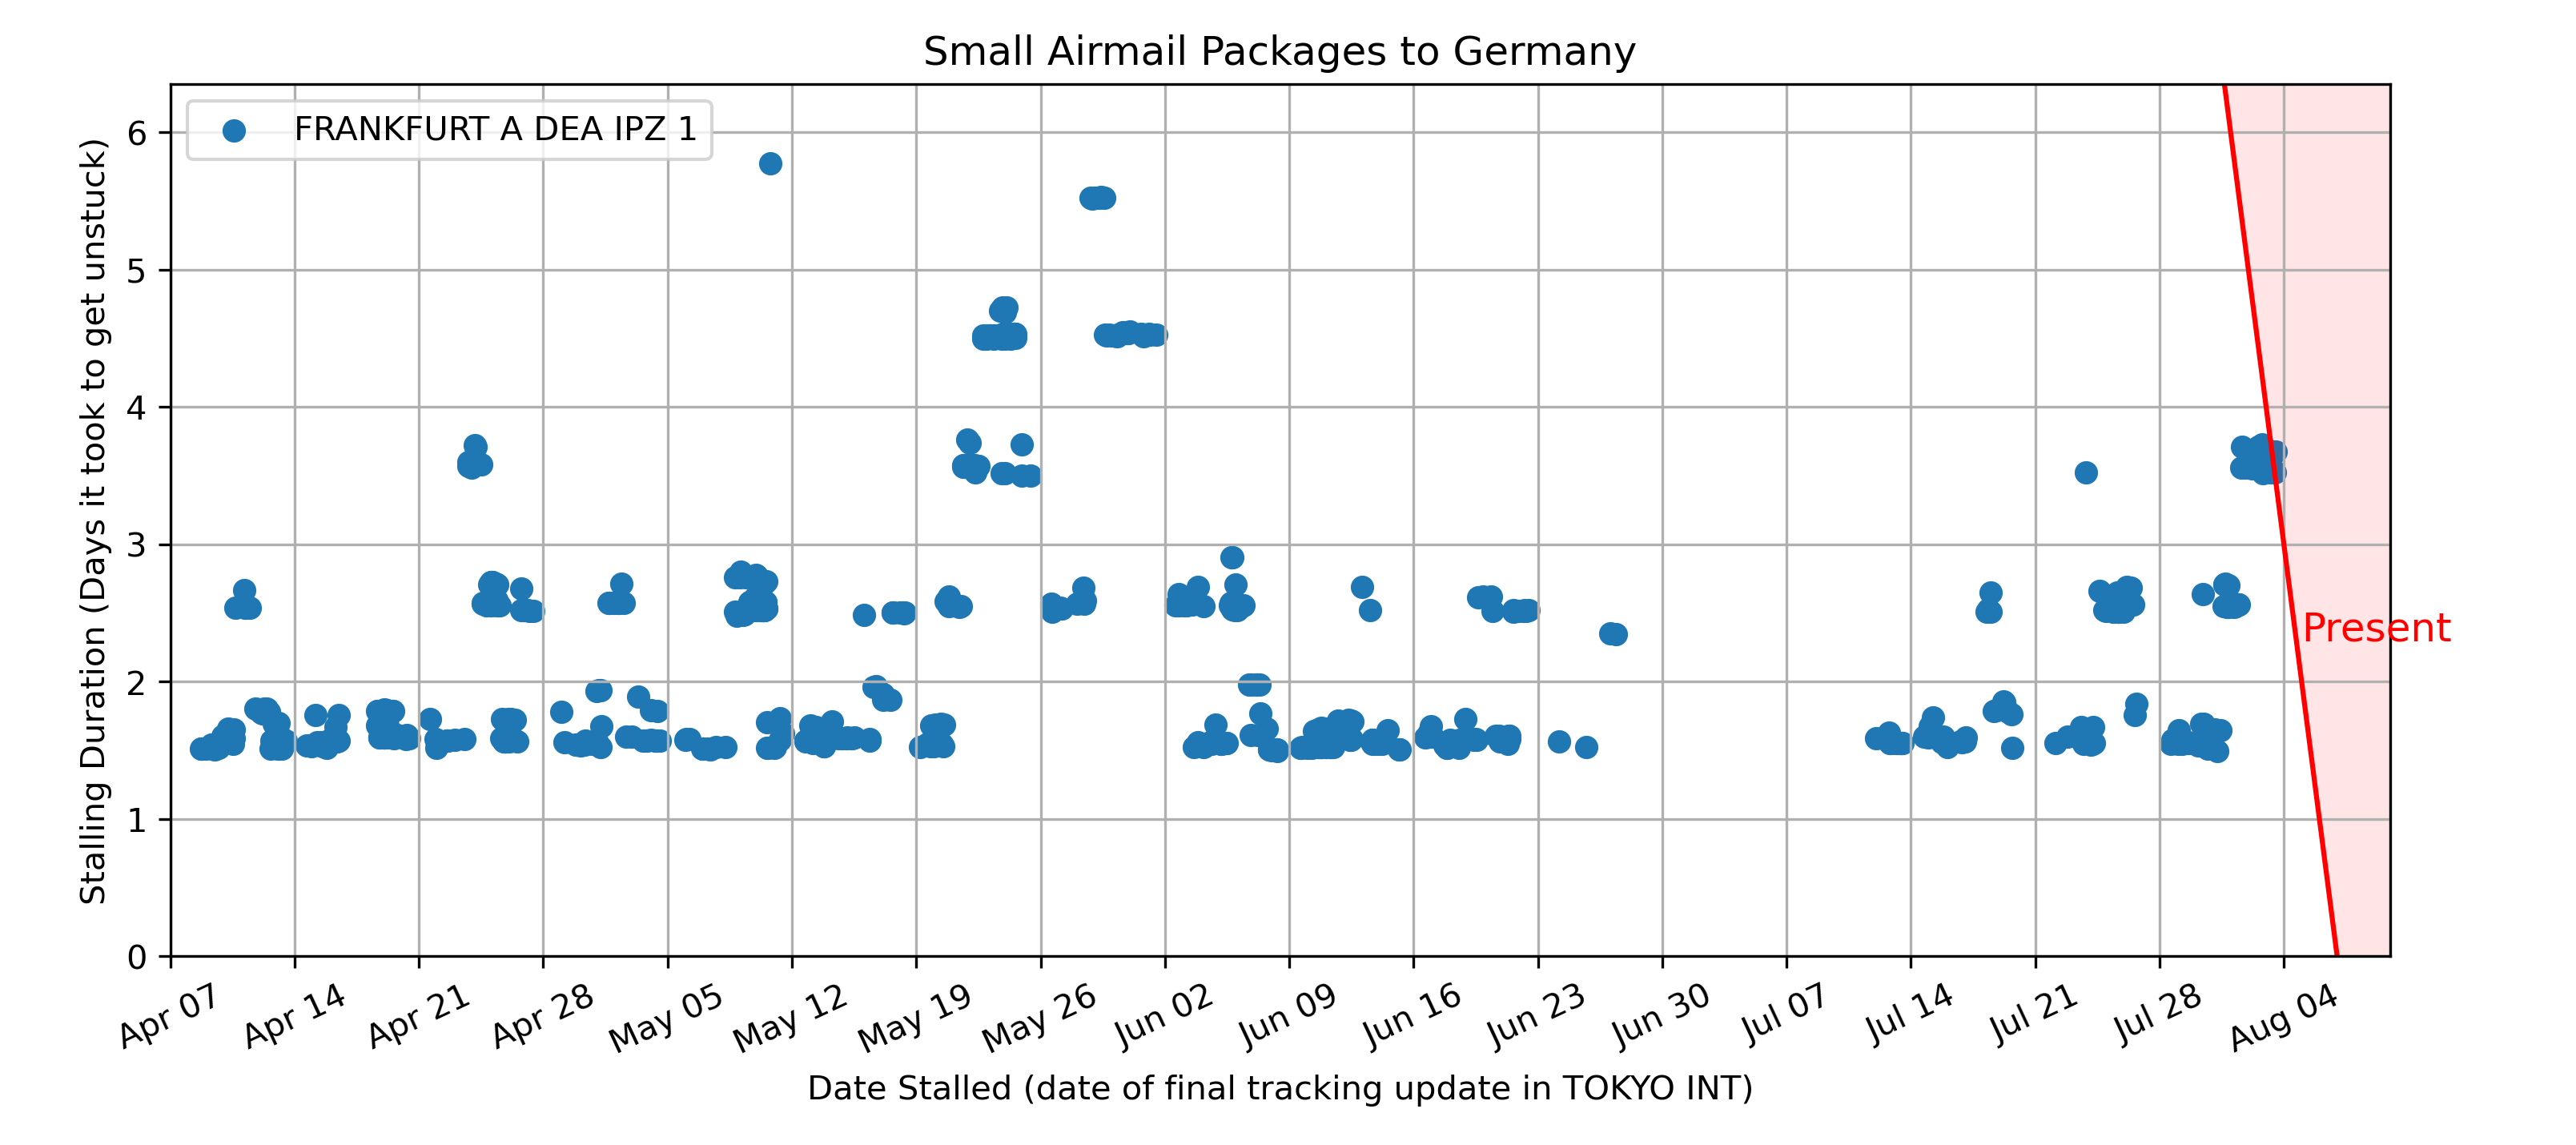 Small Airmail Packages to Germany
FRANKFURT A DEA IPZ 1
Stalling Duration (Days it took to get unstuck)
6
5
4
3
2
1
0
Present
Apr 07
Apr 14
Apr 21
Apr 28
May 05
May 12
May 19
May 26
Jun 02
Jun 09
Jun 16
Jun 23
Jun 30
Jul 07
Jul 14
Jul 21
Jul 28
Aug 04
Date Stalled (date of final tracking update in TOKYO INT)